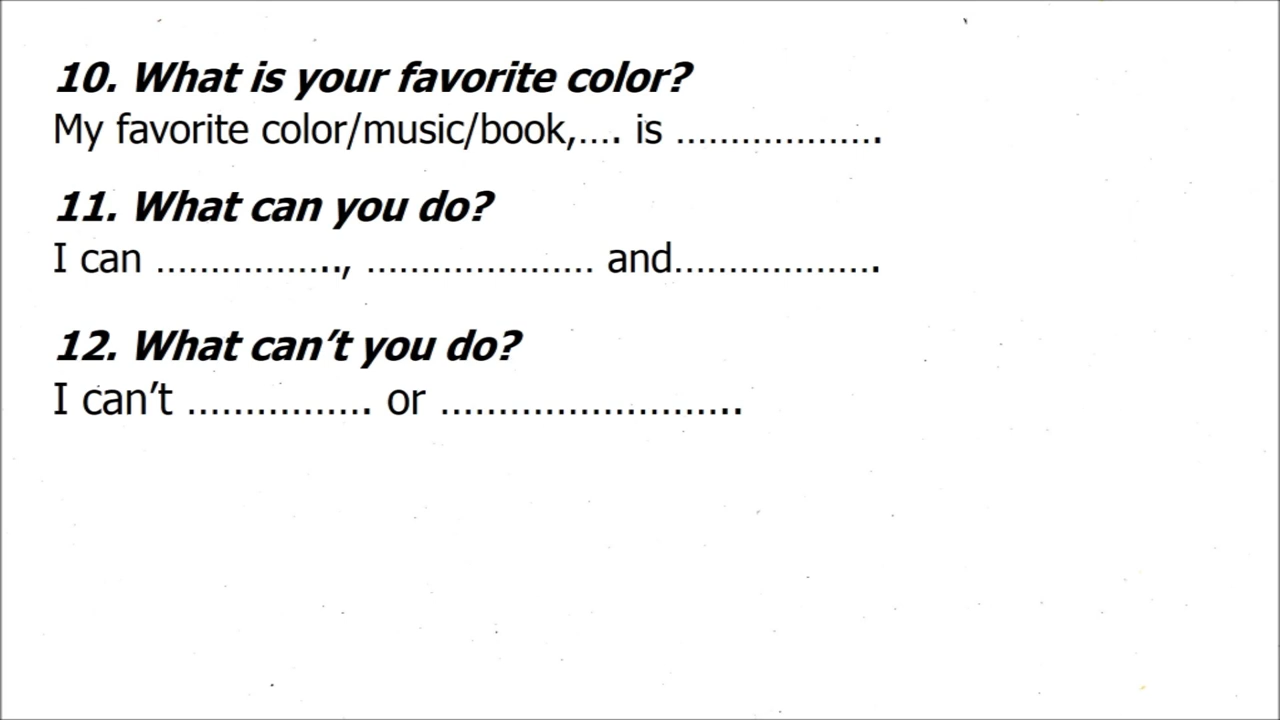 10. What is your favorite color?
My favorite color/music/book,…. is ……………….
11. What can you do?
I can …………….., ………………… and……………….
12. What can’t you do?
I can’t ……………. or ……………………..